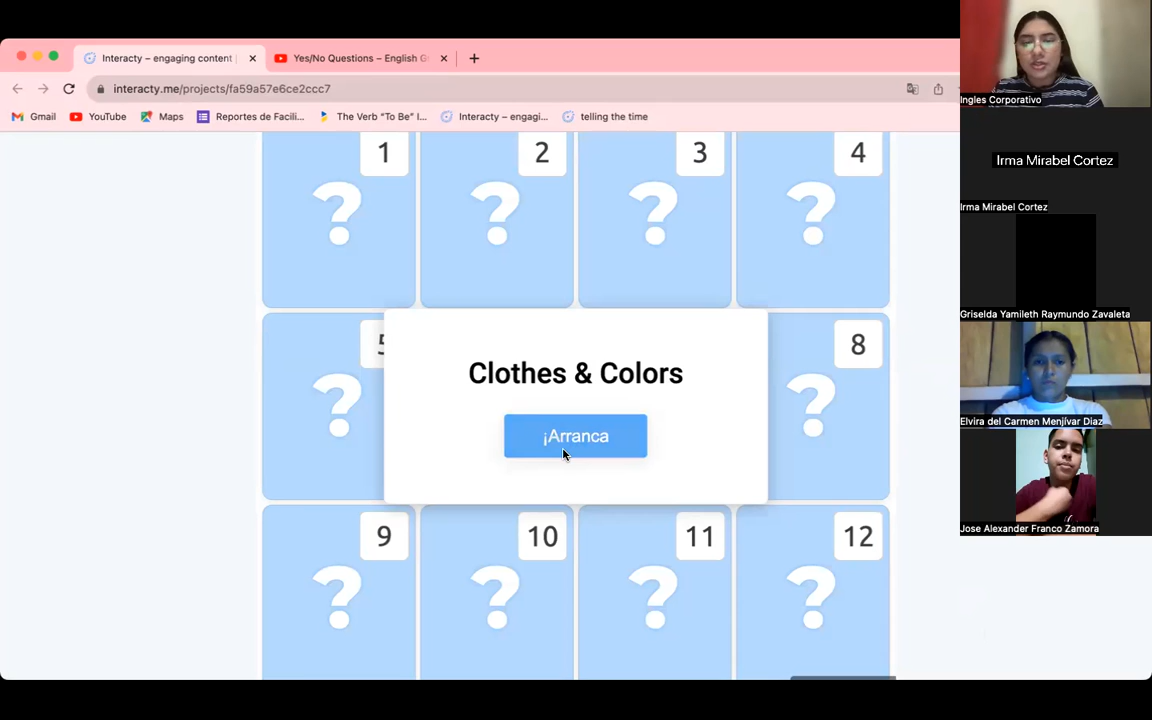 Interacty – engaging content
Yes/No Questions – English G
interacty.me/projects/fa59a57e6ce2ccc7
Gmail
YouTube
Maps
Reportes de Facili...
The Verb "To Be" I...
Interacty – engagi...
telling the time
1
2
3
4
5
8
Clothes & Colors
¡Arranca
9
10
11
12
?
?
?
?
?
?
?
?
?
?
Ingles Corporativo
Irma Mirabel Cortez
Irma Mirabel Cortez
Griselda Yamileth Raymundo Zavaleta
Elvira del Carmen Menjívar Diaz
Jose Alexander Franco Zamora